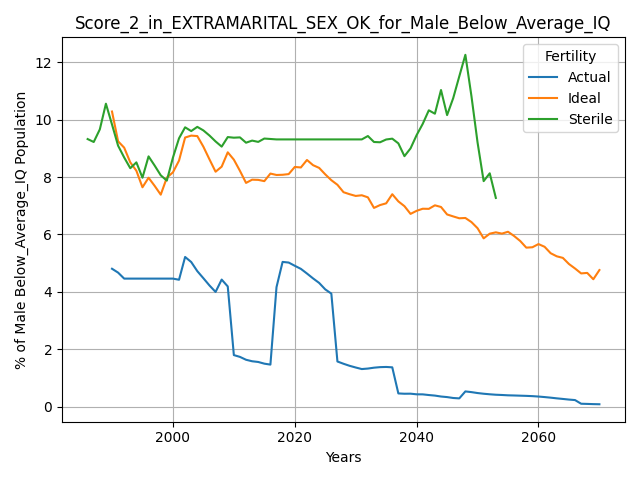 Score_2_in_EXTRAMARITAL_SEX_OK_for_Male_Below_Average_IQ
% of Male Below_Average_IQ Population
12
10
8
6
4
2
0
Fertility
Actual
Ideal
Sterile
2000 2020 2040 2060
Years